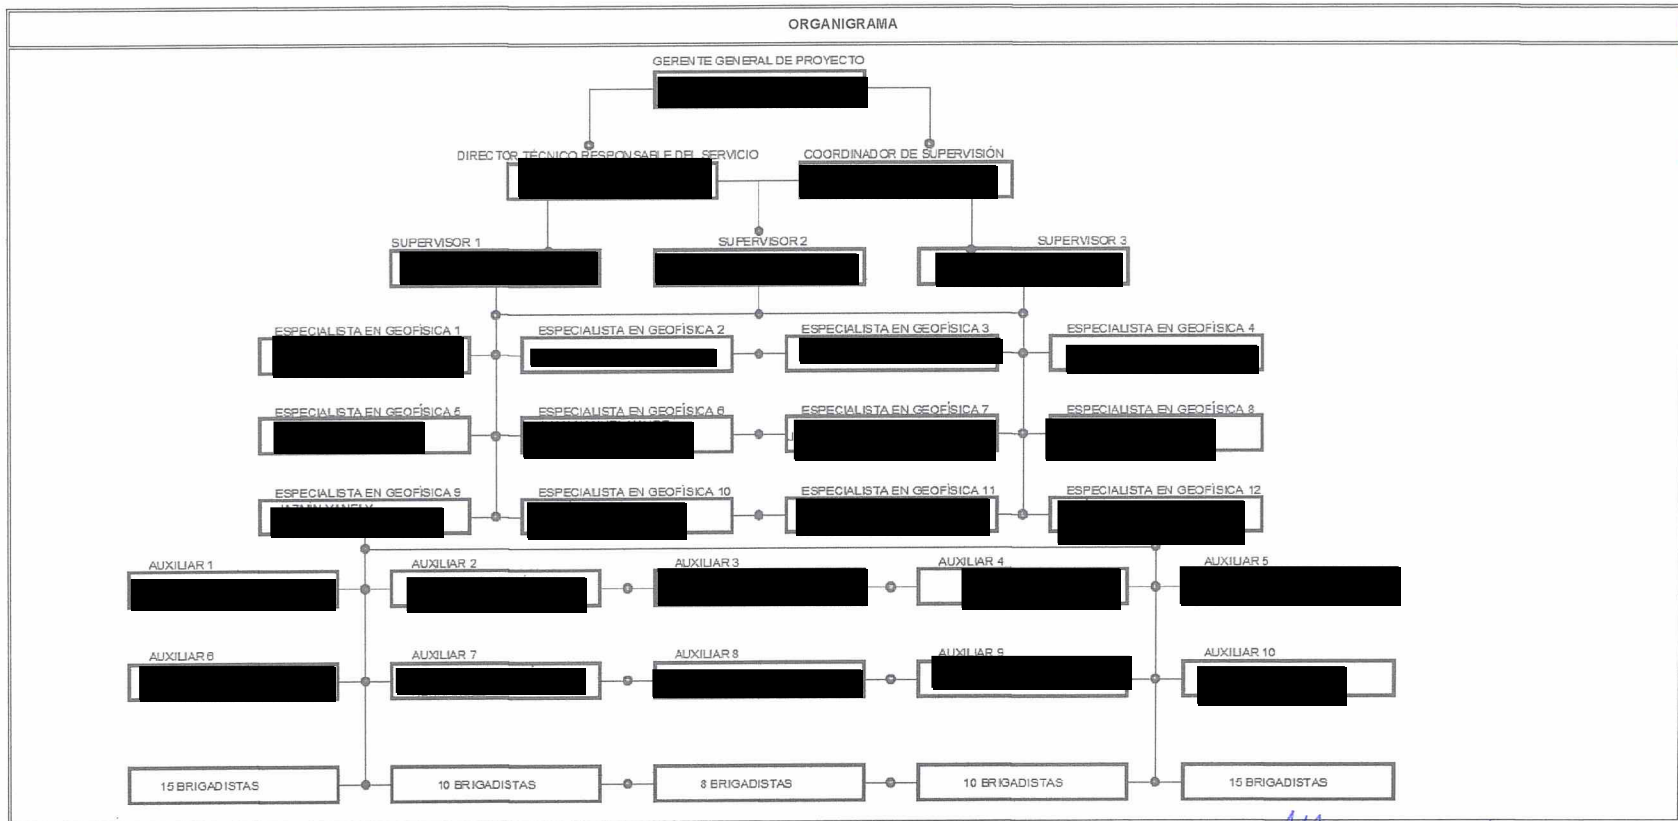 ORGANIGRAMA
GERENTE GENERAL DE PROYECTO
DIRECTOR TÉCNICO RESPONSABLE DEL SERVICIO
COORDINADOR DE SUPERVISIÓN
SUPERVISOR 1
SUPERVISOR 2
SUPERVISOR 3
ESPECIALISTA EN GEOFÍSICA 1
ESPECIALISTA EN GEOFÍSICA 2
ESPECIALISTA EN GEOFÍSICA 3
ESPECIALISTA EN GEOFÍSICA 4
ESPECIALISTA EN GEOFÍSICA 5
ESPECIALISTA EN GEOFÍSICA 6
ESPECIALISTA EN GEOFÍSICA 7
ESPECIALISTA EN GEOFÍSICA 8
ESPECIALISTA EN GEOFÍSICA 9
ESPECIALISTA EN GEOFÍSICA 10
ESPECIALISTA EN GEOFÍSICA 11
ESPECIALISTA EN GEOFÍSICA 12
AUXILIAR 1
AUXILIAR 2
AUXILIAR 3
AUXILIAR 4
AUXILIAR 5
AUXILIAR 6
AUXILIAR 7
AUXILIAR 8
AUXILIAR 9
AUXILIAR 10
15 BRIGADISTAS
10 BRIGADISTAS
8 BRIGADISTAS
10 BRIGADISTAS
15 BRIGADISTAS